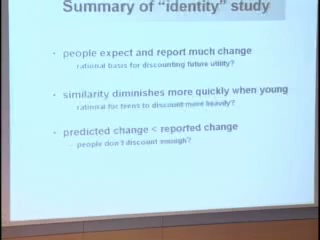 Summary of "identity" study
· people expect and report much change
rational basis for discounting future utility?
· similarity diminishes more quickly when young
rational for teens to discount more heavily?
· predicted change < reported change
people don't discount enough?